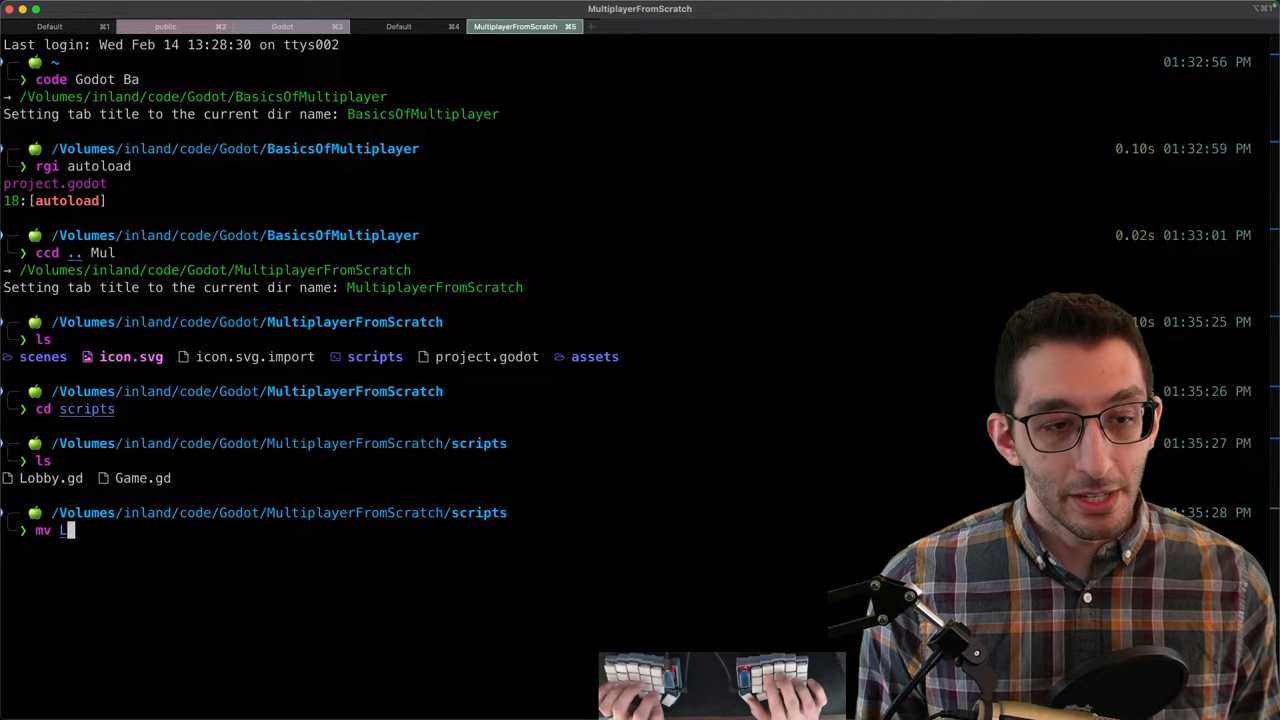 MultiplayerFromScratch
⌥⌘1
Default ⌘1 public ⌘2 Godot ⌘3 Default ⌘4 MultiplayerFromScratch ⌘5 +
Last login: Wed Feb 14 13:28:30 on ttys002
~ 01:32:56 PM
❯ code Godot Ba
→ /Volumes/inland/code/Godot/BasicsOfMultiplayer
Setting tab title to the current dir name: BasicsOfMultiplayer
/Volumes/inland/code/Godot/BasicsOfMultiplayer 0.10s 01:32:59 PM
❯ rgi autoload
project.godot
18:[autoload]
/Volumes/inland/code/Godot/BasicsOfMultiplayer 0.02s 01:33:01 PM
❯ ccd .. Mul
→ /Volumes/inland/code/Godot/MultiplayerFromScratch
Setting tab title to the current dir name: MultiplayerFromScratch
/Volumes/inland/code/Godot/MultiplayerFromScratch 10s 01:35:25 PM
❯ ls
scenes icon.svg icon.svg.import scripts project.godot assets
/Volumes/inland/code/Godot/MultiplayerFromScratch 01:35:26 PM
❯ cd scripts
/Volumes/inland/code/Godot/MultiplayerFromScratch/scripts 01:35:27 PM
❯ ls
Lobby.gd Game.gd
/Volumes/inland/code/Godot/MultiplayerFromScratch/scripts 01:35:28 PM
❯ mv L